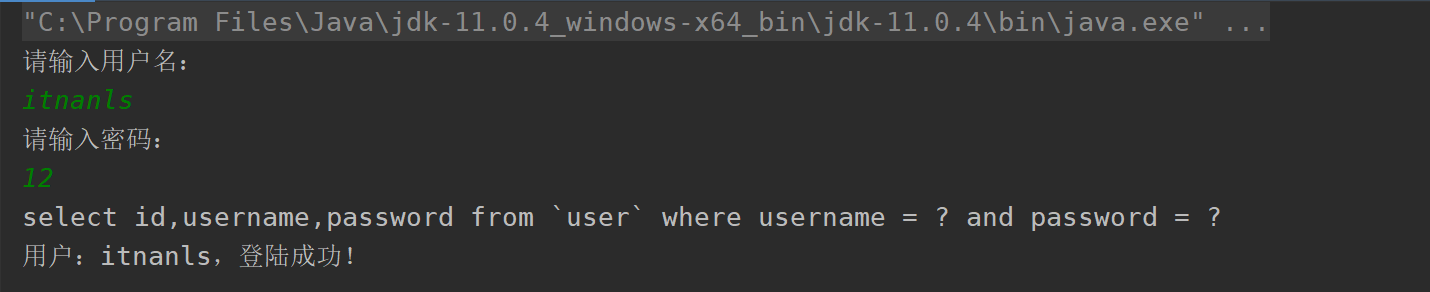 "C:\Program Files\Java\jdk-11.0.4_windows-x64_bin\jdk-11.0.4\bin\java.exe" ...
请输入用户名：
itnanls
请输入密码：
12
select id,username,password from `user` where username = ? and password = ?
用户：itnanls，登陆成功！